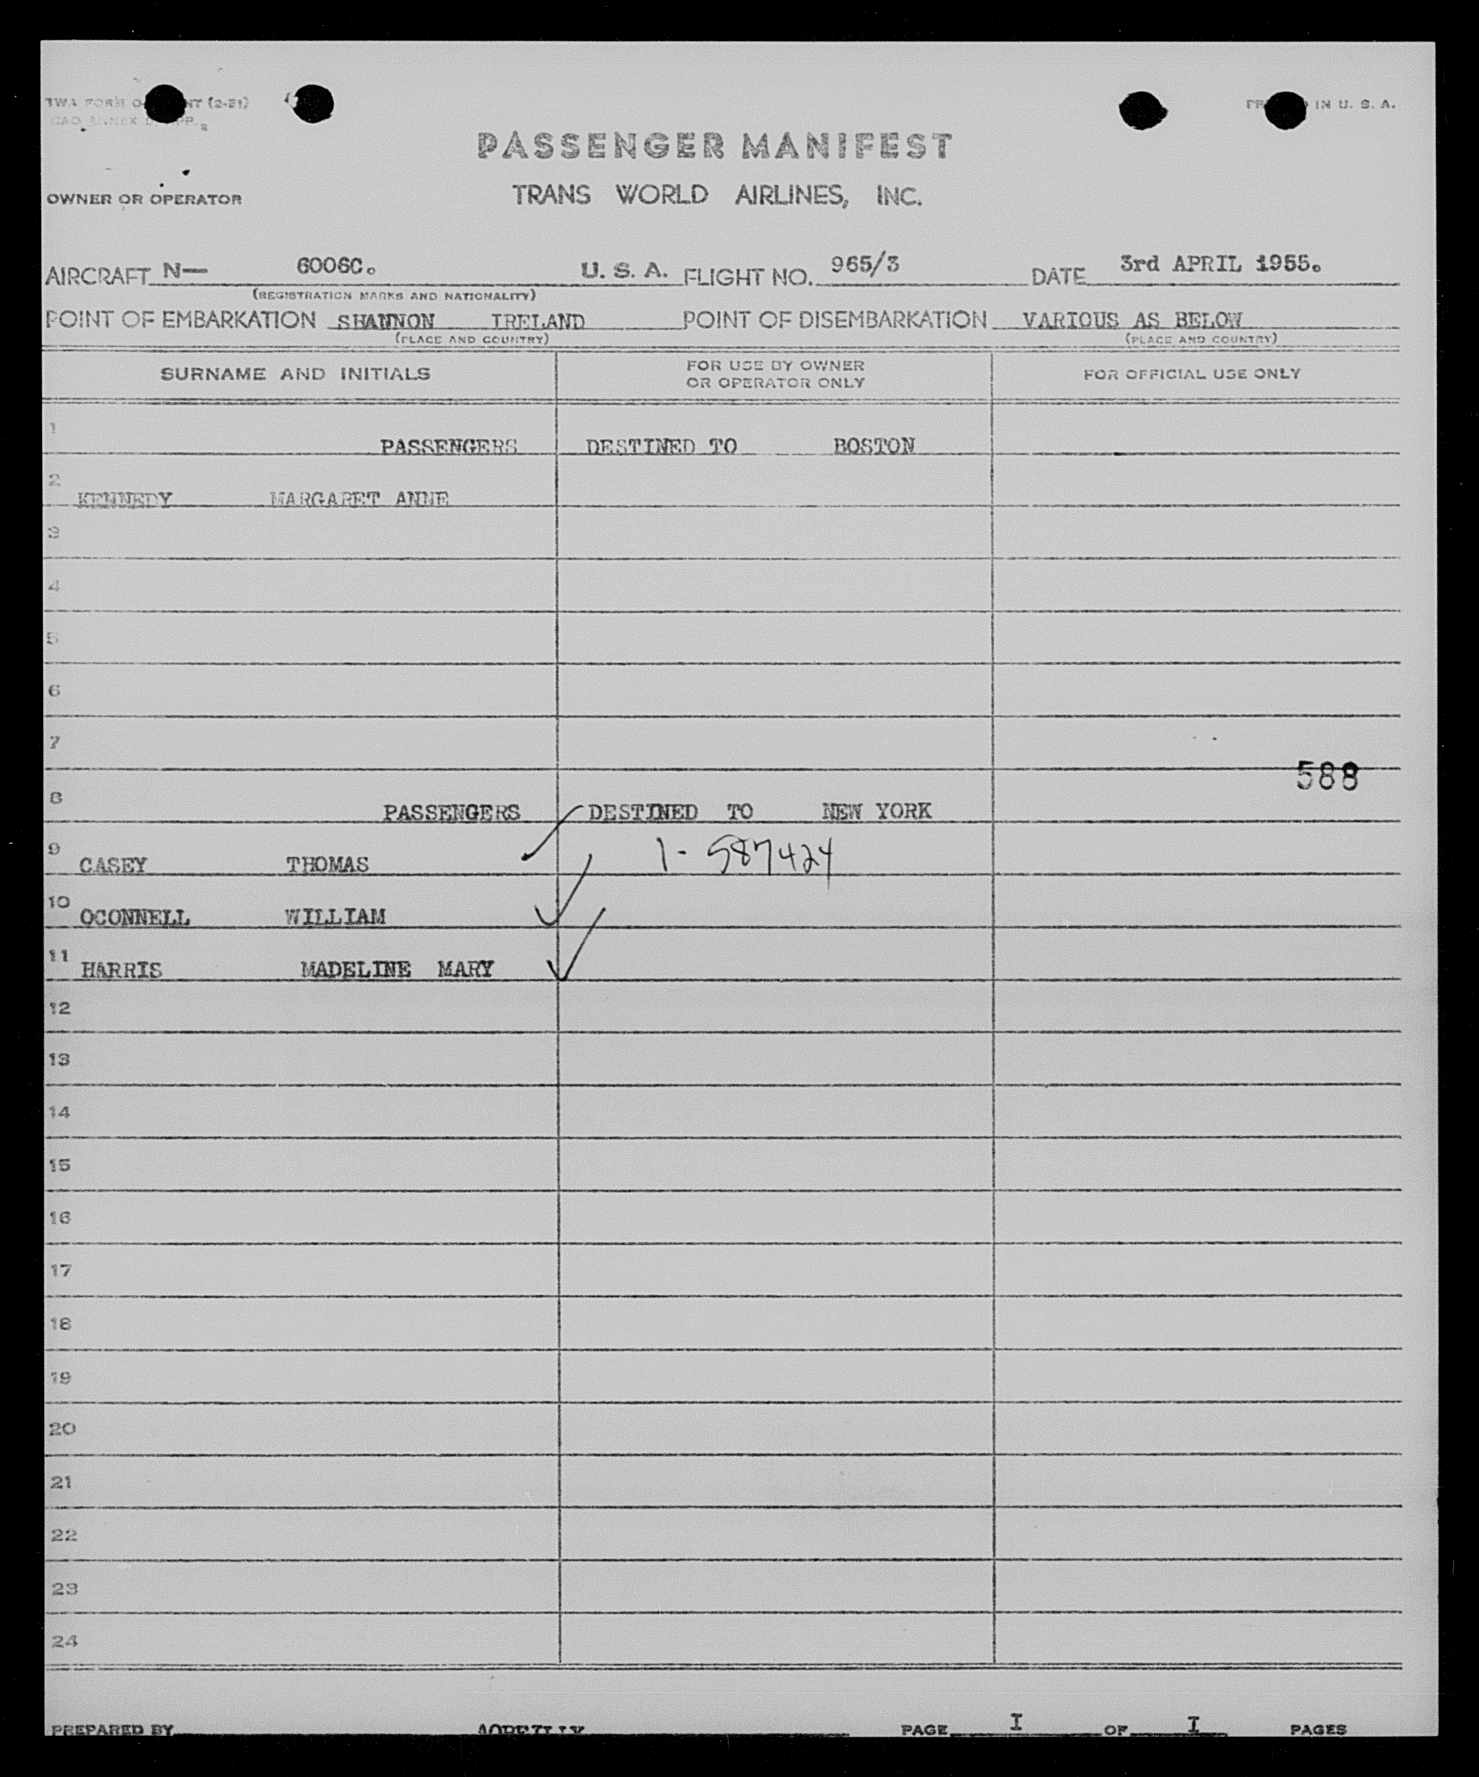 TWA FORM O NT (2-51) IN U. S. A.
PASSENGER MANIFEST
OWNER OR OPERATOR TRANS WORLD AIRLINES, INC.
AIRCRAFT N— 6006C. U. S. A. FLIGHT NO. 965/3 DATE 3rd APRIL 1955.
(REGISTRATION MARKS AND NATIONALITY)
POINT OF EMBARKATION SHANNON IRELAND POINT OF DISEMBARKATION VARIOUS AS BELOW
(PLACE AND COUNTRY) (PLACE AND COUNTRY)
SURNAME AND INITIALS FOR USE BY OWNER OR OPERATOR ONLY FOR OFFICIAL USE ONLY
1 PASSENGERS DESTINED TO BOSTON
2 KENNEDY MARGARET ANNE
3
4
5
6
7
588
8 PASSENGERS DESTINED TO NEW YORK
9 CASEY THOMAS 1- 587424
10 OCONNELL WILLIAM
11 HARRIS MADELINE MARY
12
13
14
15
16
17
18
19
20
21
22
23
24
PREPARED BY PAGE I OF I PAGES